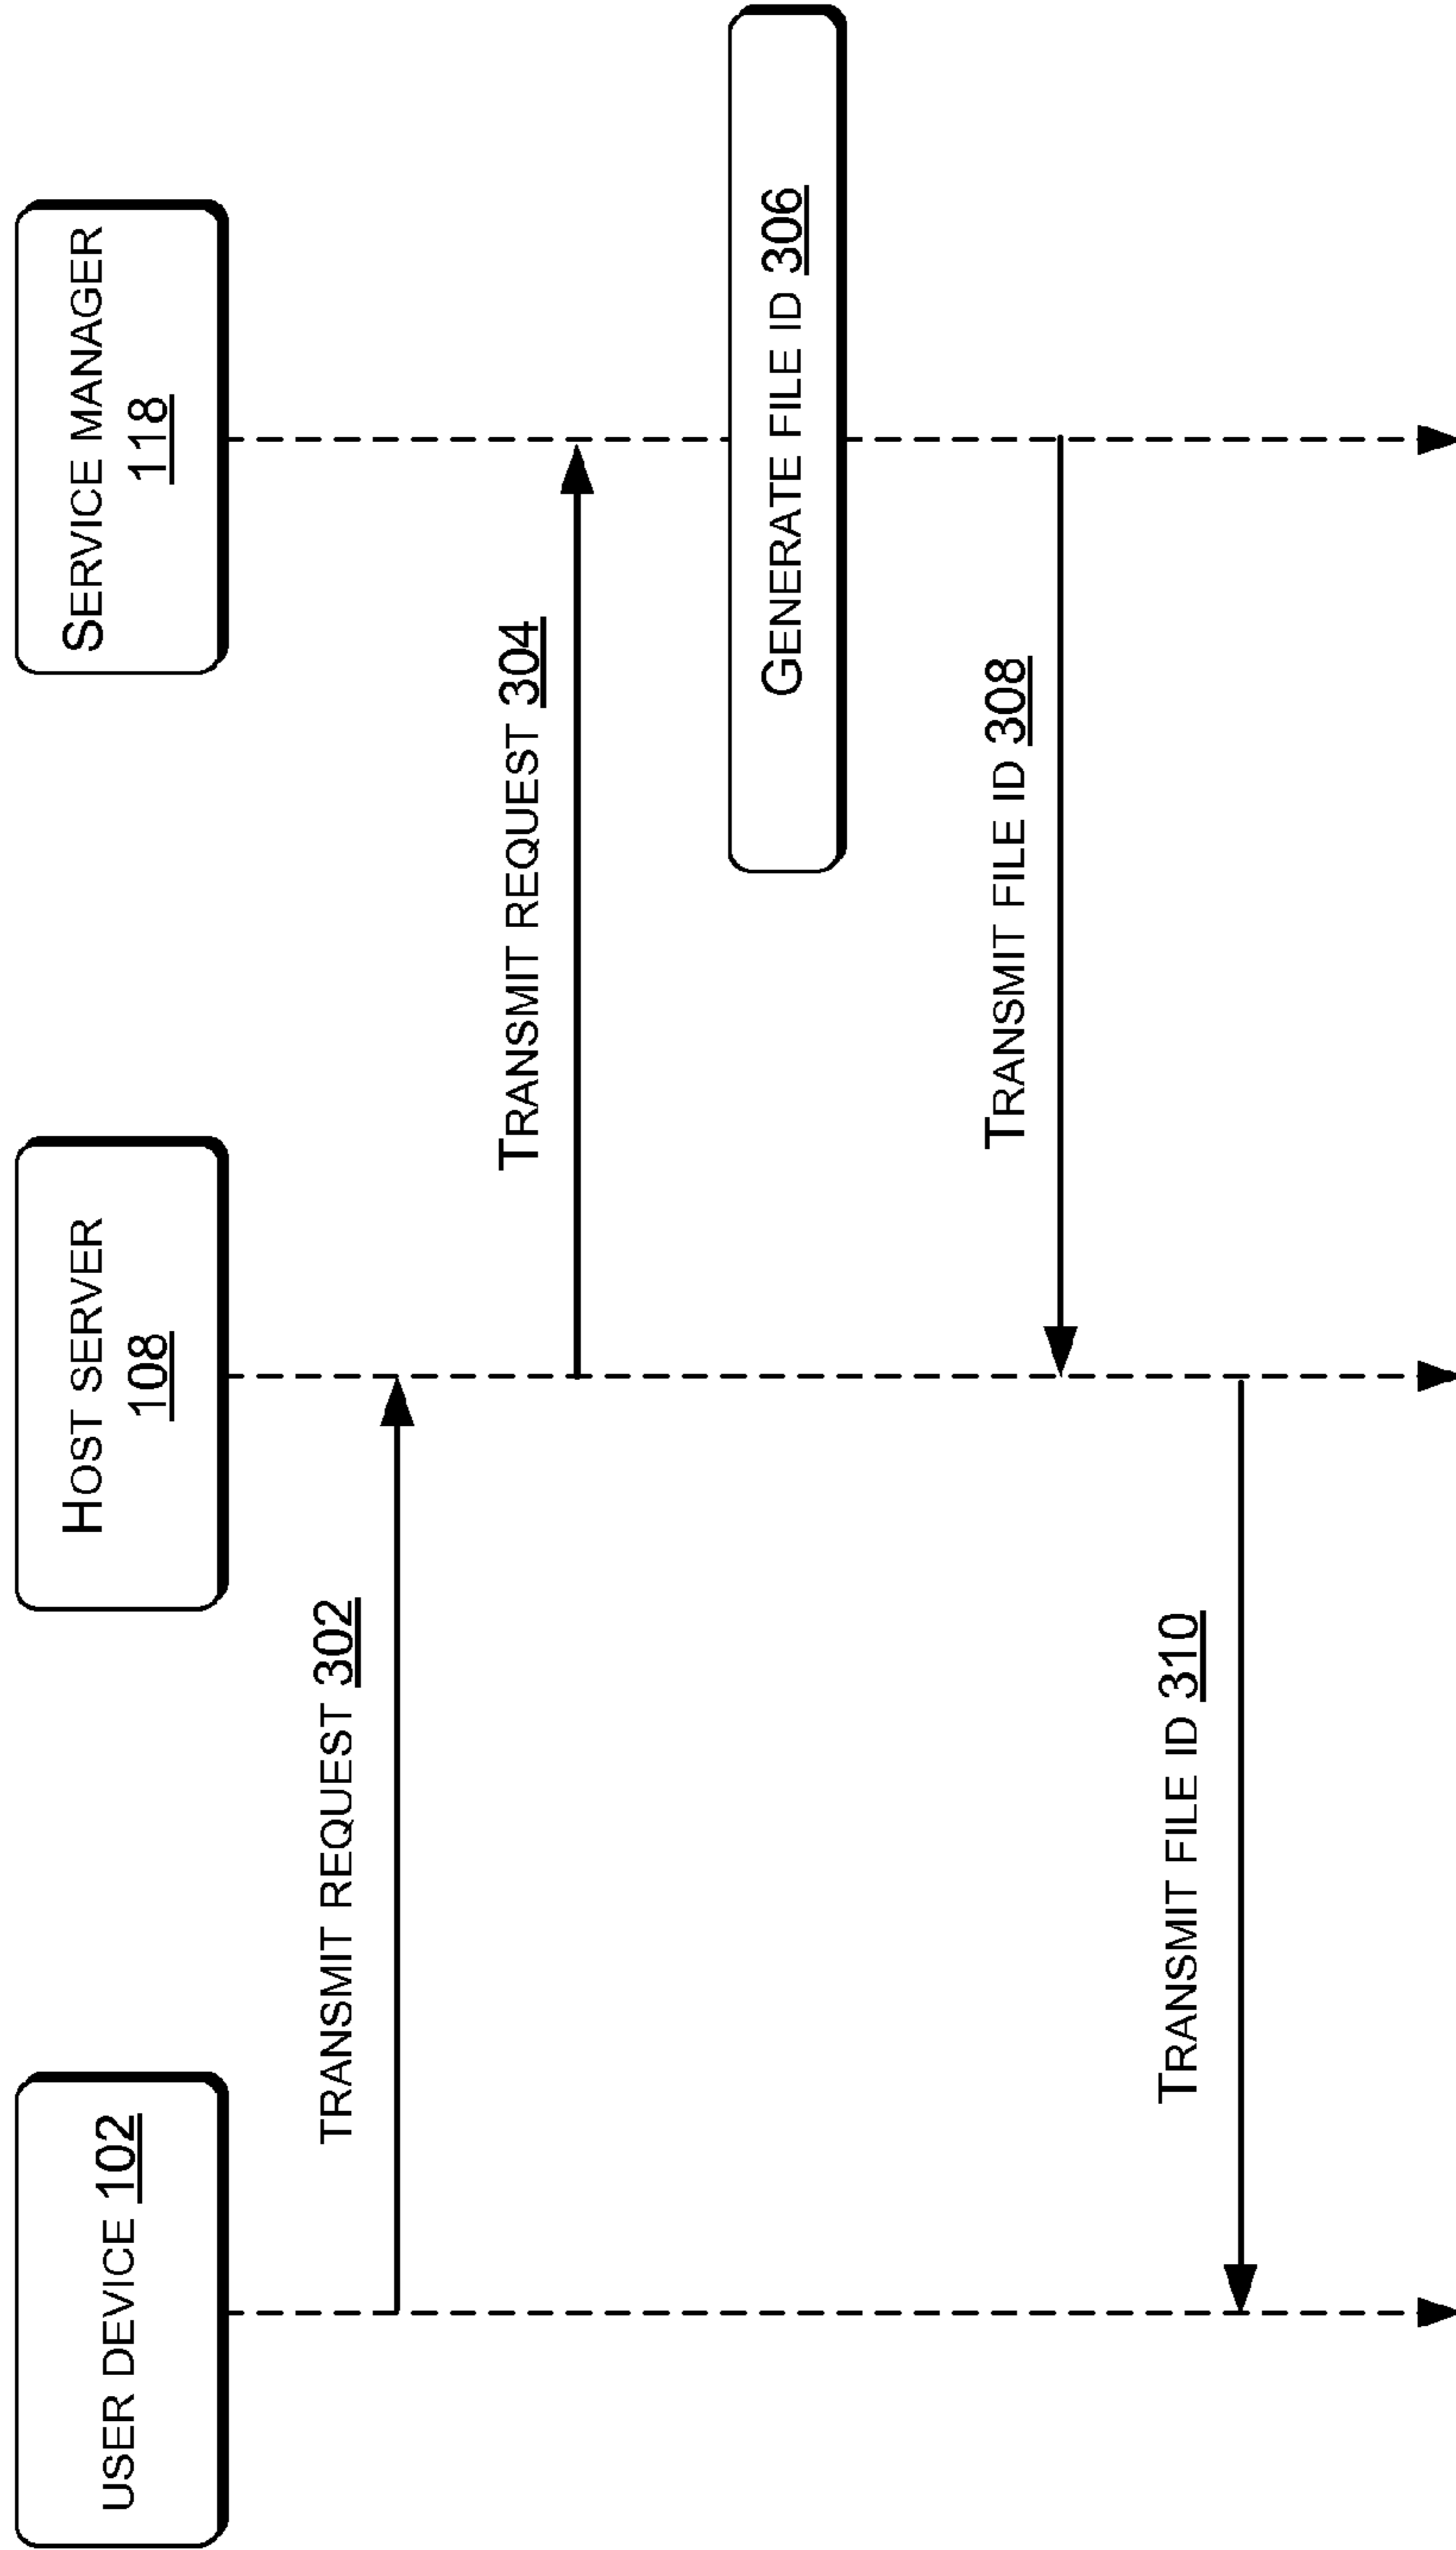 USER DEVICE 102
HOST SERVER
108
SERVICE MANAGER
118
TRANSMIT REQUEST 302
TRANSMIT REQUEST 304
GENERATE FILE ID 306
TRANSMIT FILE ID 308
TRANSMIT FILE ID 310